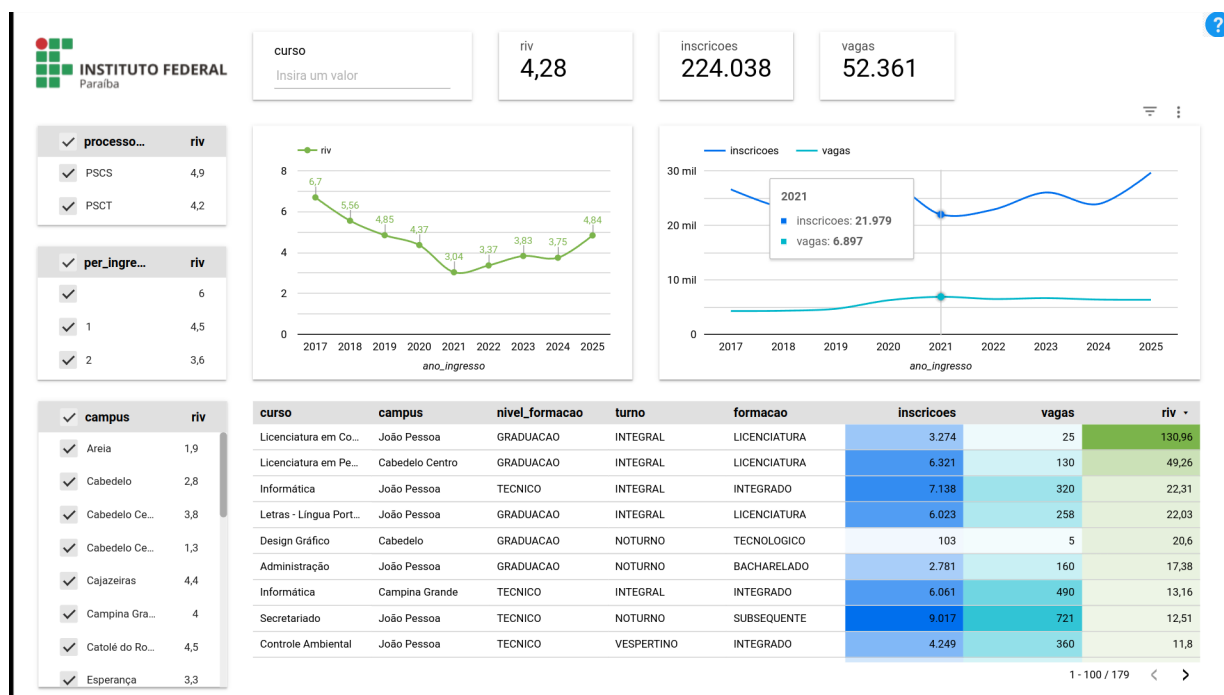 ?
INSTITUTO FEDERAL
Paraíba
curso
Insira um valor
riv
4,28
inscricoes
224.038
vagas
52.361
processo... riv
PSCS 4,9
PSCT 4,2
per_ingre... riv
6
1 4,5
2 3,6
campus riv
Areia 1,9
Cabedelo 2,8
Cabedelo Ce... 3,8
Cabedelo Ce... 1,3
Cajazeiras 4,4
Campina Gra... 4
Catolé do Ro... 4,5
Esperança 3,3
riv
8
6
4
2
0
6,7
5,56
4,85
4,37
3,04
3,37
3,83
3,75
4,84
2017 2018 2019 2020 2021 2022 2023 2024 2025
ano_ingresso
inscricoes vagas
30 mil
20 mil
10 mil
0
2021
inscricoes: 21.979
vagas: 6.897
2017 2018 2019 2020 2021 2022 2023 2024 2025
ano_ingresso
curso campus nivel_formacao turno formacao inscricoes vagas riv
Licenciatura em Co... João Pessoa GRADUACAO INTEGRAL LICENCIATURA 3.274 25 130,96
Licenciatura em Pe... Cabedelo Centro GRADUACAO INTEGRAL LICENCIATURA 6.321 130 49,26
Informática João Pessoa TECNICO INTEGRAL INTEGRADO 7.138 320 22,31
Letras - Língua Port... João Pessoa GRADUACAO INTEGRAL LICENCIATURA 6.023 258 22,03
Design Gráfico Cabedelo GRADUACAO NOTURNO TECNOLOGICO 103 5 20,6
Administração João Pessoa GRADUACAO NOTURNO BACHARELADO 2.781 160 17,38
Informática Campina Grande TECNICO INTEGRAL INTEGRADO 6.061 490 13,16
Secretariado João Pessoa TECNICO NOTURNO SUBSEQUENTE 9.017 721 12,51
Controle Ambiental João Pessoa TECNICO VESPERTINO INTEGRADO 4.249 360 11,8
1 - 100 / 179